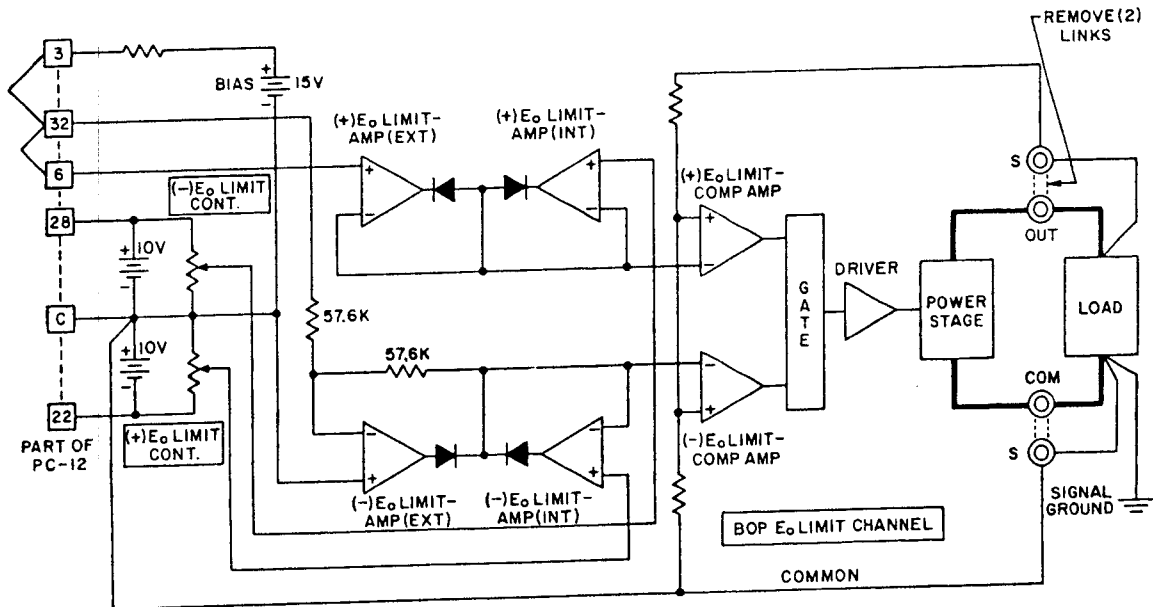 REMOVE(2)
LINKS
3
BIAS
+
15V
-
32
6
(+)E₀ LIMIT-
AMP(EXT)
(+)E₀ LIMIT-
AMP(INT)
+
-
+
-
S
(-)E₀ LIMIT
CONT.
28
(+)E₀ LIMIT-
COMP AMP
+
-
OUT
+
10V
-
DRIVER
GATE
POWER
STAGE
LOAD
C
57.6K
+
10V
-
57.6K
-
+
COM
22
PART OF
PC-12
(+)E₀ LIMIT
CONT.
-
+
-
+
(-)E₀ LIMIT-
COMP AMP
S
(-)E₀ LIMIT-
AMP(EXT)
(-)E₀ LIMIT-
AMP(INT)
SIGNAL
GROUND
BOP E₀ LIMIT CHANNEL
COMMON